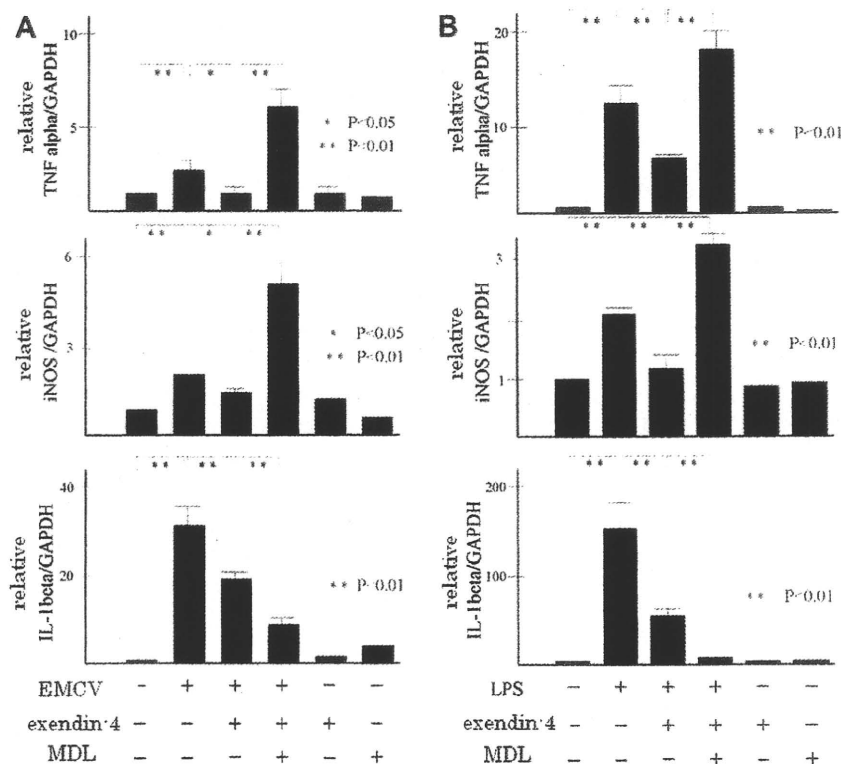 A
relative
TNF alpha/GAPDH
10
5
** * **
* P<0.05
** P<0.01
relative
iNOS /GAPDH
6
3
** * **
* P<0.05
** P<0.01
relative
IL-1beta/GAPDH
40
20
** ** **
** P<0.01
EMCV - + + + - -
exendin-4 - - + + + -
MDL - - - + - +
B
relative
TNF alpha/GAPDH
20
10
** ** **
** P<0.01
relative
iNOS /GAPDH
3
1
** ** **
** P<0.01
relative
IL-1beta/GAPDH
200
100
** ** **
** P<0.01
LPS - + + + - -
exendin-4 - - + + + -
MDL - - - + - +